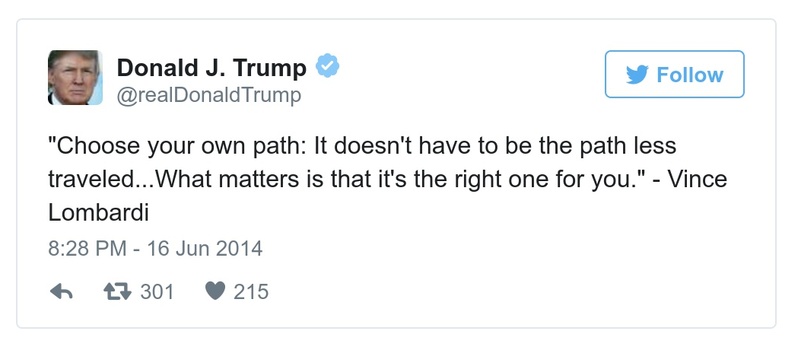 Donald J. Trump
@realDonaldTrump
Follow
"Choose your own path: It doesn't have to be the path less
traveled...What matters is that it's the right one for you." - Vince
Lombardi
8:28 PM - 16 Jun 2014
301 215